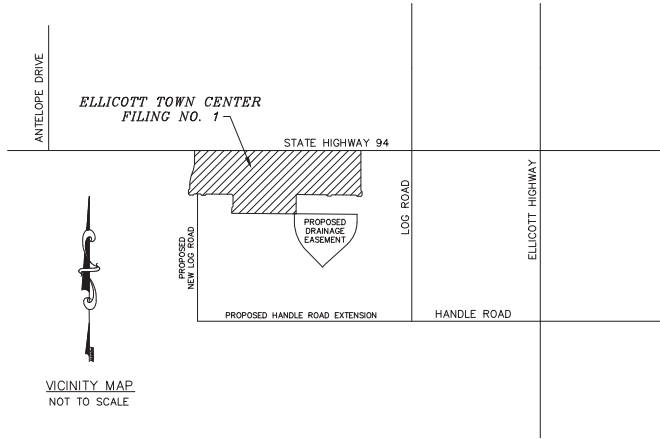 ANTELOPE DRIVE
ELLICOTT TOWN CENTER
FILING NO. 1
STATE HIGHWAY 94
LOG ROAD
ELLICOTT HIGHWAY
PROPOSED
NEW LOG ROAD
PROPOSED
DRAINAGE
EASEMENT
PROPOSED HANDLE ROAD EXTENSION
HANDLE ROAD
VICINITY MAP
NOT TO SCALE